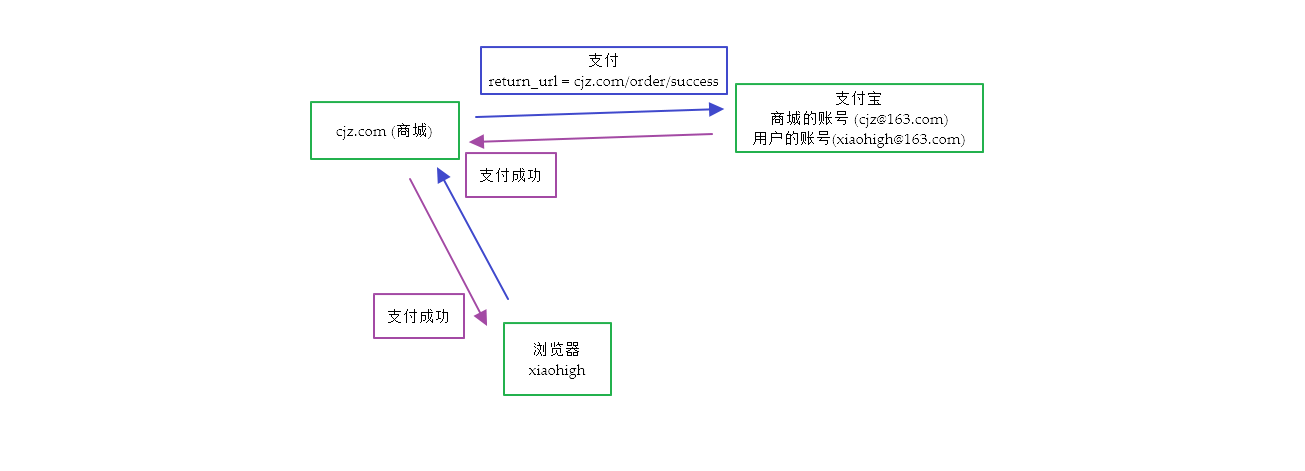 支付
return_url = cjz.com/order/success
cjz.com (商城)
支付宝
商城的账号 (cjz@163.com)
用户的账号(xiaohigh@163.com)
支付成功
支付成功
浏览器
xiaohigh